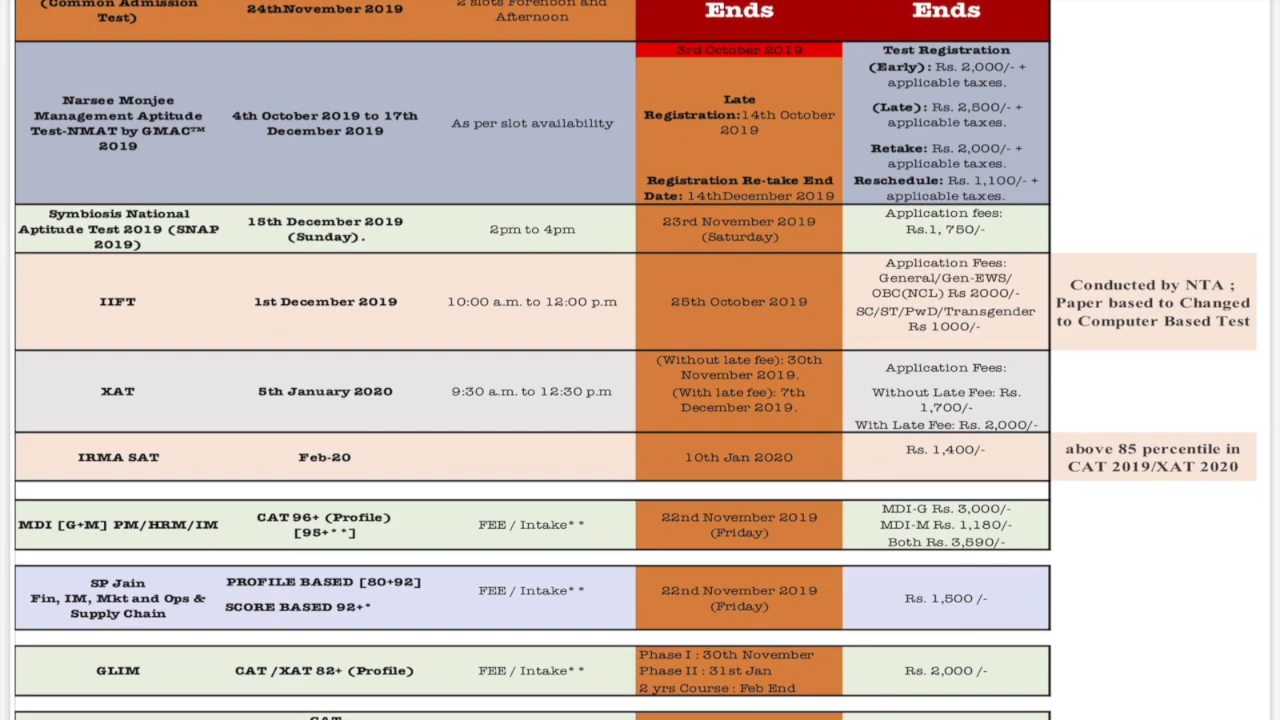 (Common Admission
Test)
24thNovember 2019
2 slots Forenoon and
Afternoon
Ends
Ends
Narsee Monjee
Management Aptitude
Test-NMAT by GMAC™
2019
4th October 2019 to 17th
December 2019
As per slot availability
3rd October 2019
Late
Registration:14th October
2019
Registration Re-take End
Date: 14thDecember 2019
Test Registration
(Early): Rs. 2,000/- +
applicable taxes.
(Late): Rs. 2,500/- +
applicable taxes.
Retake: Rs. 2,000/- +
applicable taxes.
Reschedule: Rs. 1,100/- +
applicable taxes.
Symbiosis National
Aptitude Test 2019 (SNAP
2019)
15th December 2019
(Sunday).
2pm to 4pm
23rd November 2019
(Saturday)
Application fees:
Rs.1, 750/-
IIFT
1st December 2019
10:00 a.m. to 12:00 p.m
25th October 2019
Application Fees:
General/Gen-EWS/
OBC(NCL) Rs 2000/-
SC/ST/PwD/Transgender
Rs 1000/-
Conducted by NTA ;
Paper based to Changed
to Computer Based Test
XAT
5th January 2020
9:30 a.m. to 12:30 p.m
(Without late fee): 30th
November 2019.
(With late fee): 7th
December 2019.
Application Fees:
Without Late Fee: Rs.
1,700/-
With Late Fee: Rs. 2,000/-
IRMA SAT
Feb-20
10th Jan 2020
Rs. 1,400/-
above 85 percentile in
CAT 2019/XAT 2020
MDI [G+M] PM/HRM/IM
CAT 96+ (Profile)
[95+**]
FEE / Intake**
22nd November 2019
(Friday)
MDI-G Rs. 3,000/-
MDI-M Rs. 1,180/-
Both Rs. 3,590/-
SP Jain
Fin, IM, Mkt and Ops &
Supply Chain
PROFILE BASED [80+92]
SCORE BASED 92+*
FEE / Intake**
22nd November 2019
(Friday)
Rs. 1,500 /-
GLIM
CAT /XAT 82+ (Profile)
FEE / Intake**
Phase I : 30th November
Phase II : 31st Jan
2 yrs Course : Feb End
Rs. 2,000 /-
CAT